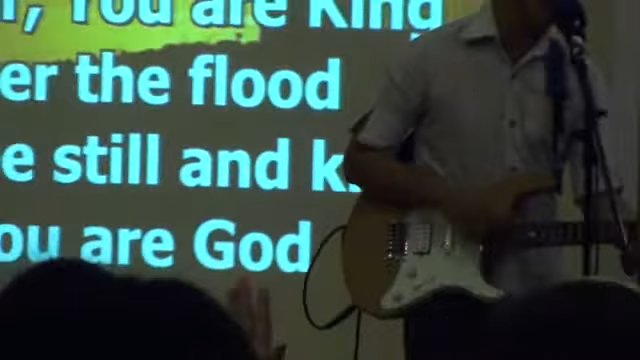 , You are King
er the flood
e still and k
ou are God